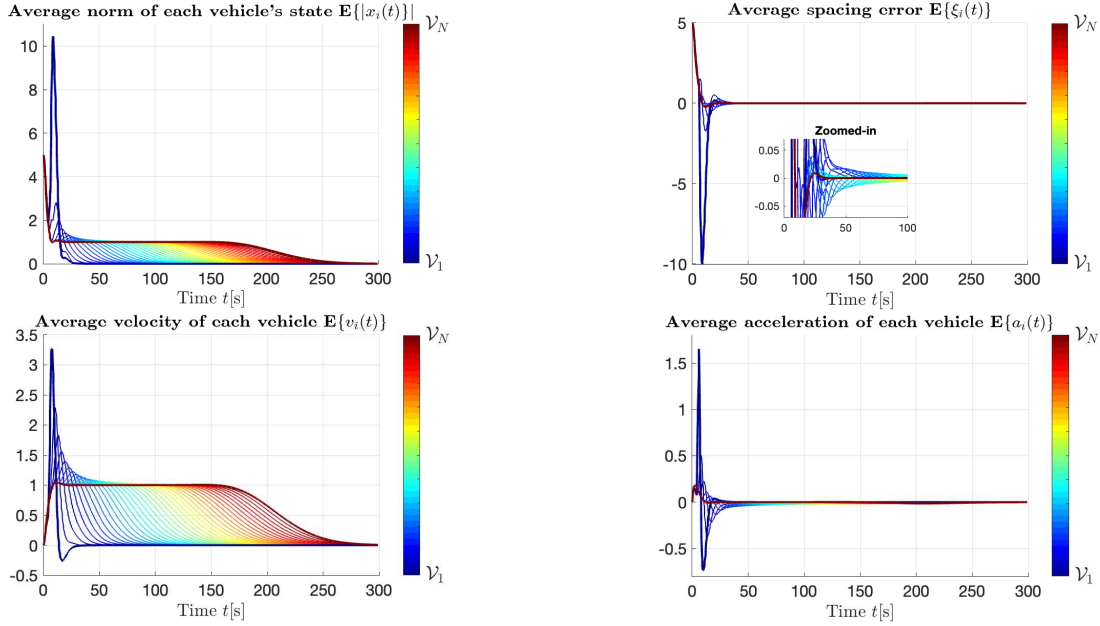 Average norm of each vehicle's state E{|x_i(t)}|
10
8
6
4
2
0
0 50 100 150 200 250 300
Time t[s]
𝒱_N
𝒱_1
Average spacing error E{ξ_i(t)}
5
0
-5
-10
Zoomed-in
0.05
0
-0.05
0 50 100
0 50 100 150 200 250 300
Time t[s]
𝒱_N
𝒱_1
Average velocity of each vehicle E{v_i(t)}
3.5
3
2.5
2
1.5
1
0.5
0
-0.5
0 50 100 150 200 250 300
Time t[s]
𝒱_N
𝒱_1
Average acceleration of each vehicle E{a_i(t)}
1.5
1
0.5
0
-0.5
0 50 100 150 200 250 300
Time t[s]
𝒱_N
𝒱_1